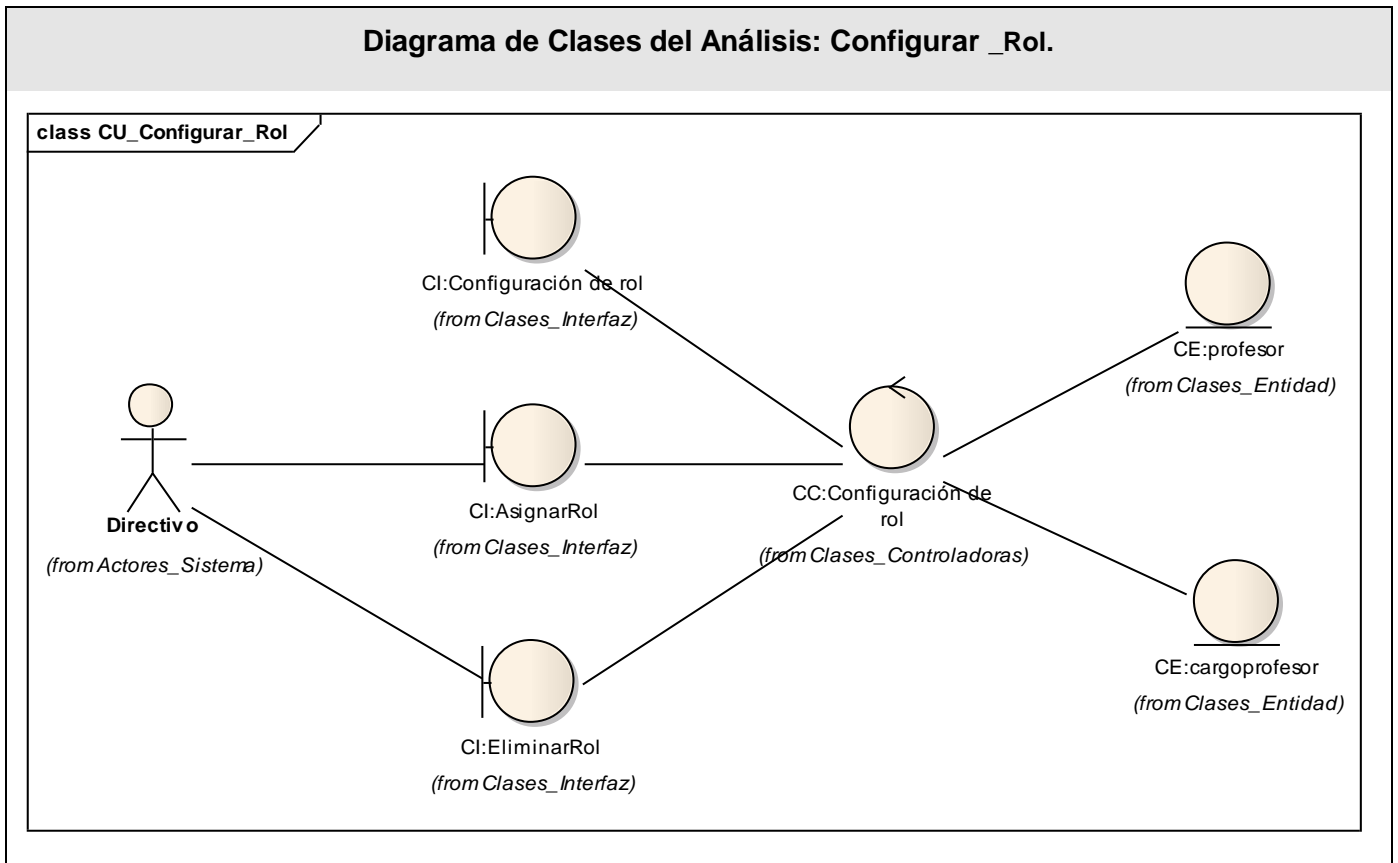 Diagrama de Clases del Análisis: Configurar _Rol.
class CU_Configurar_Rol
CI:Configuración de rol
(from Clases_Interfaz)
CE:profesor
(from Clases_Entidad)
Directivo
(from Actores_Sistema)
CI:AsignarRol
(from Clases_Interfaz)
CC:Configuración de
rol
(from Clases_Controladoras)
CE:cargoprofesor
(from Clases_Entidad)
CI:EliminarRol
(from Clases_Interfaz)